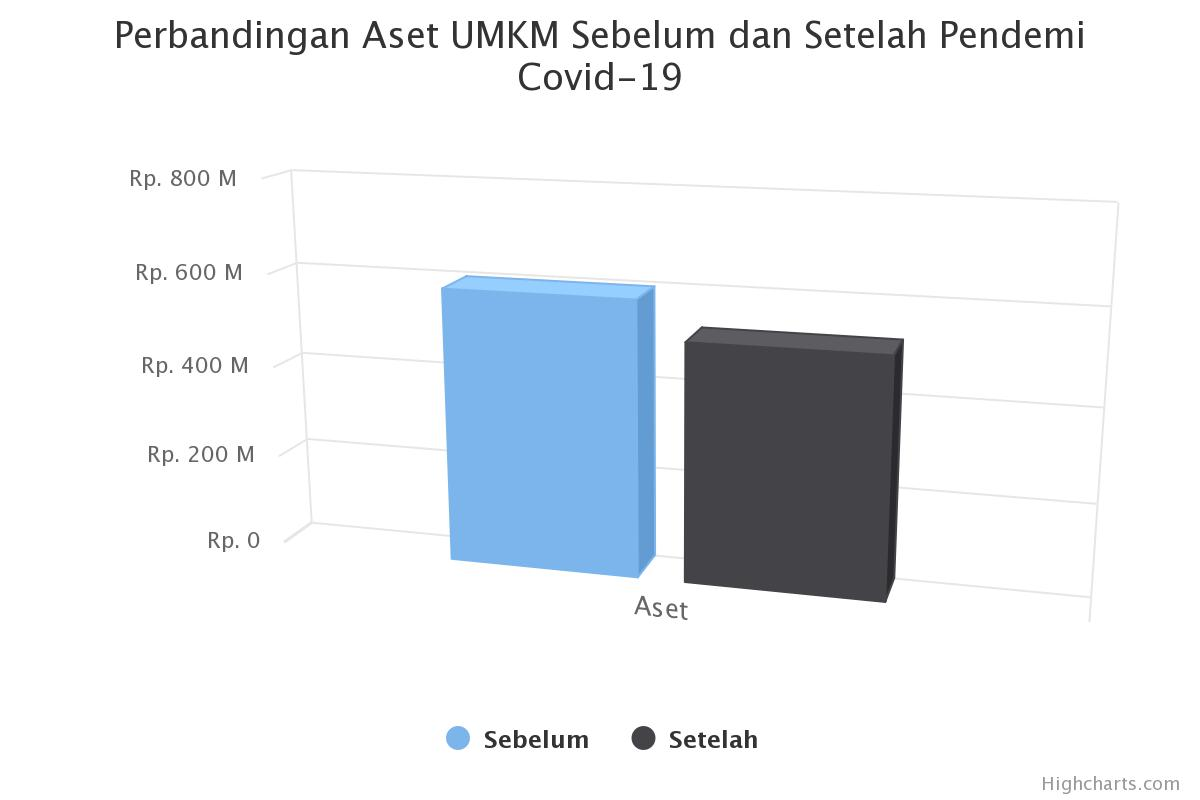 Perbandingan Aset UMKM Sebelum dan Setelah Pendemi
Covid-19
Rp. 800 M
Rp. 600 M
Rp. 400 M
Rp. 200 M
Rp. 0
Aset
Sebelum
Setelah
Highcharts.com